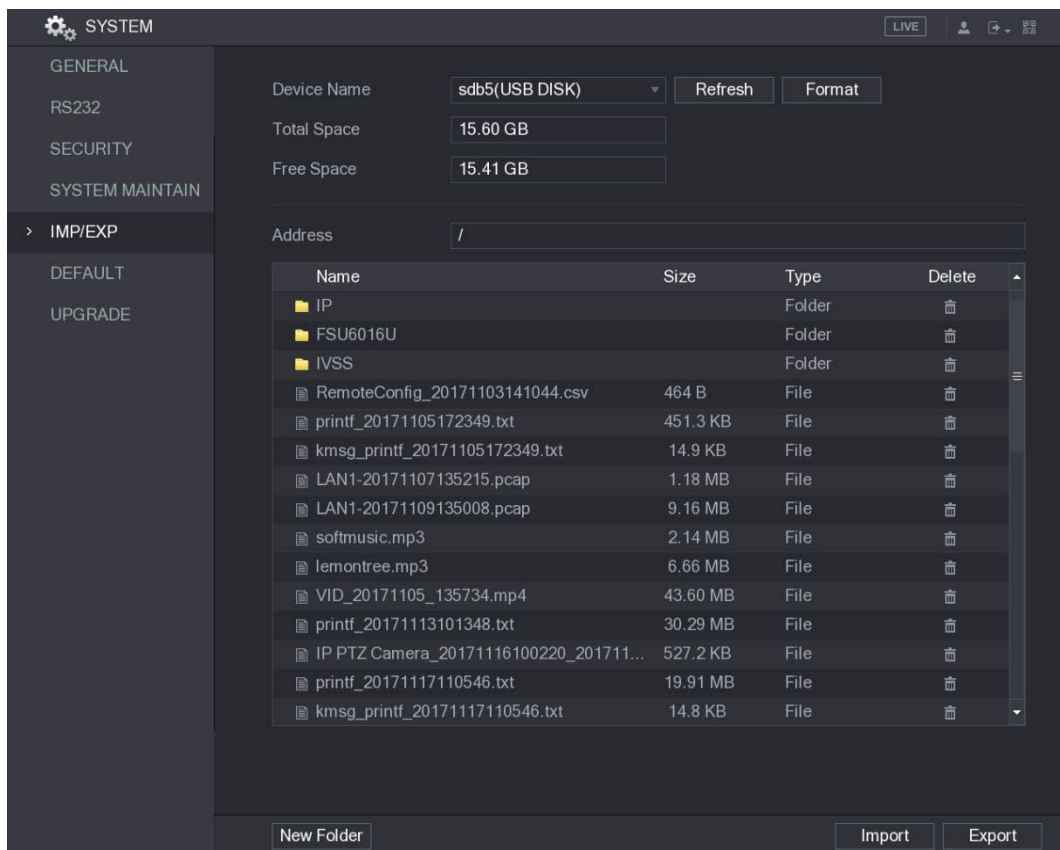 SYSTEM LIVE
GENERAL
RS232
SECURITY
SYSTEM MAINTAIN
> IMP/EXP
DEFAULT
UPGRADE
Device Name sdb5(USB DISK) Refresh Format
Total Space 15.60 GB
Free Space 15.41 GB
Address /
Name Size Type Delete
IP Folder
FSU6016U Folder
IVSS Folder
RemoteConfig_20171103141044.csv 464 B File
printf_20171105172349.txt 451.3 KB File
kmsg_printf_20171105172349.txt 14.9 KB File
LAN1-20171107135215.pcap 1.18 MB File
LAN1-20171109135008.pcap 9.16 MB File
softmusic.mp3 2.14 MB File
lemontree.mp3 6.66 MB File
VID_20171105_135734.mp4 43.60 MB File
printf_20171113101348.txt 30.29 MB File
IP PTZ Camera_20171116100220_201711... 527.2 KB File
printf_20171117110546.txt 19.91 MB File
kmsg_printf_20171117110546.txt 14.8 KB File
New Folder Import Export